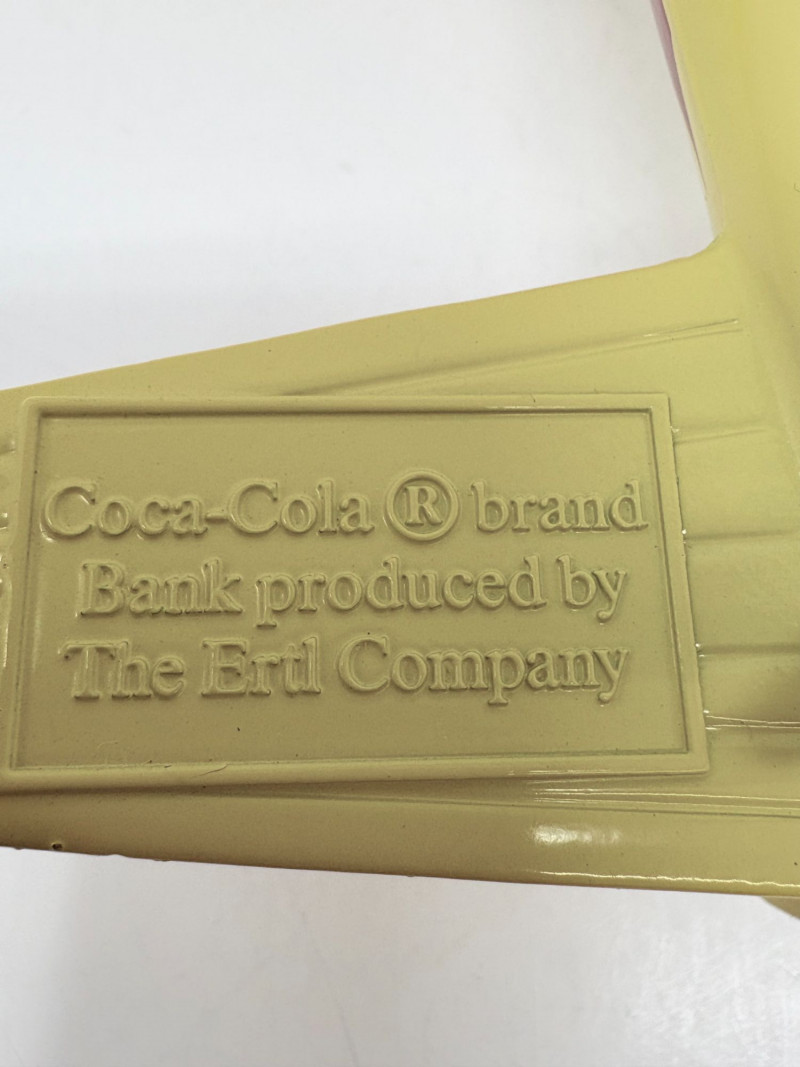 Coca-Cola ® brand
Bank produced by
The Ertl Company